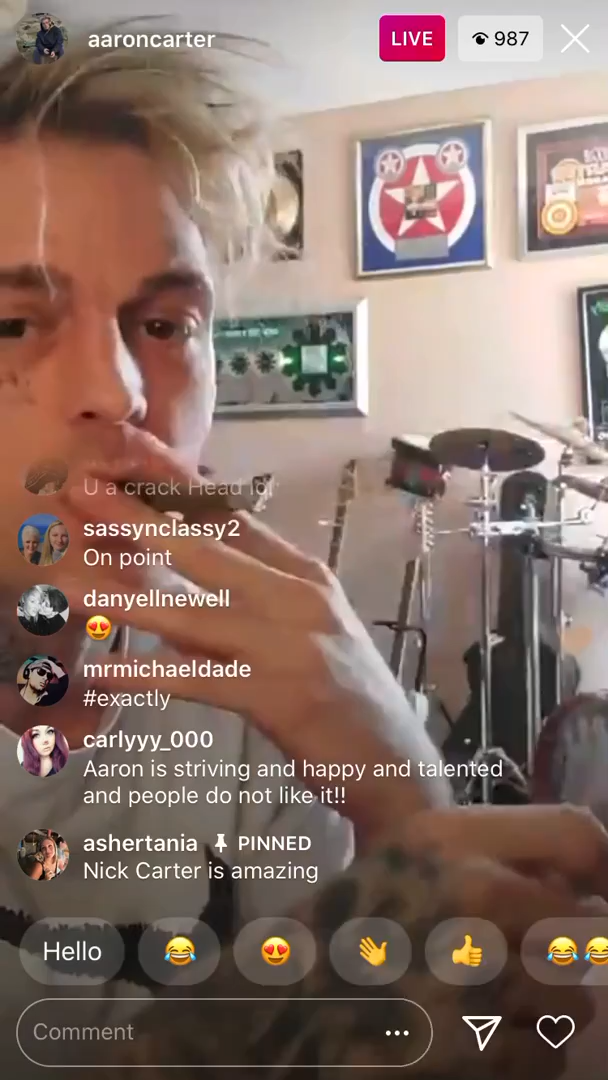 aaroncarter
LIVE
987
U a crack Head lol
sassynclassy2
On point
danyellnewell
😍
mrmichaeldade
#exactly
carlyyy_000
Aaron is striving and happy and talented
and people do not like it!!
ashertania PINNED
Nick Carter is amazing
Hello 😂 😍 👋 👍 😂😂
Comment